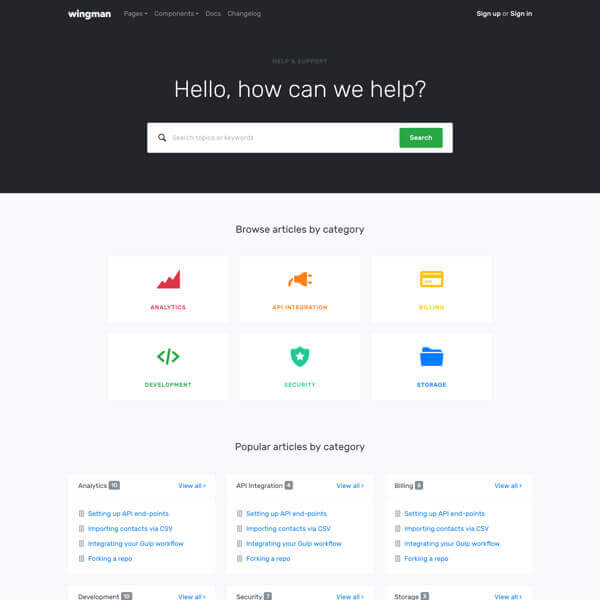 wingman Pages Components Docs Changelog Sign up or Sign in
HELP & SUPPORT
Hello, how can we help?
Search topics or keywords Search
Browse articles by category
ANALYTICS API INTEGRATION BILLING
DEVELOPMENT SECURITY STORAGE
Popular articles by category
Analytics 10 View all › API Integration 4 View all › Billing 6 View all ›
Setting up API end-points Setting up API end-points Setting up API end-points
Importing contacts via CSV Importing contacts via CSV Importing contacts via CSV
Integrating your Gulp workflow Integrating your Gulp workflow Integrating your Gulp workflow
Forking a repo Forking a repo Forking a repo
Development 10 View all › Security 7 View all › Storage 3 View all ›